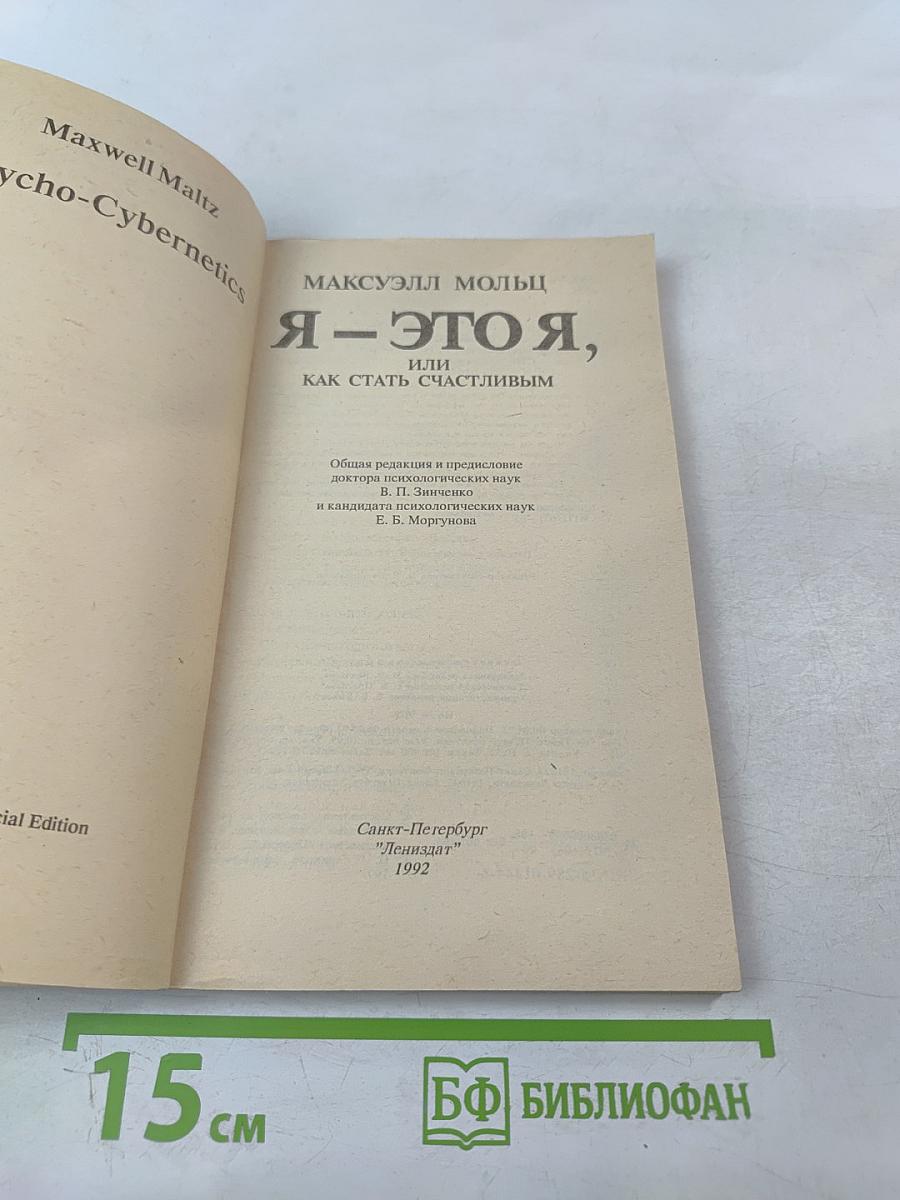 Maxwell Maltz
ycho-Cybernetics
cial Edition
МАКСУЭЛЛ МОЛЬЦ
Я — ЭТО Я,
ИЛИ
КАК СТАТЬ СЧАСТЛИВЫМ
Общая редакция и предисловие
доктора психологических наук
В. П. Зинченко
и кандидата психологических наук
Е. Б. Моргунова
Санкт-Петербург
"Лениздат"
1992
15 см
БФ БИБЛИОФАН